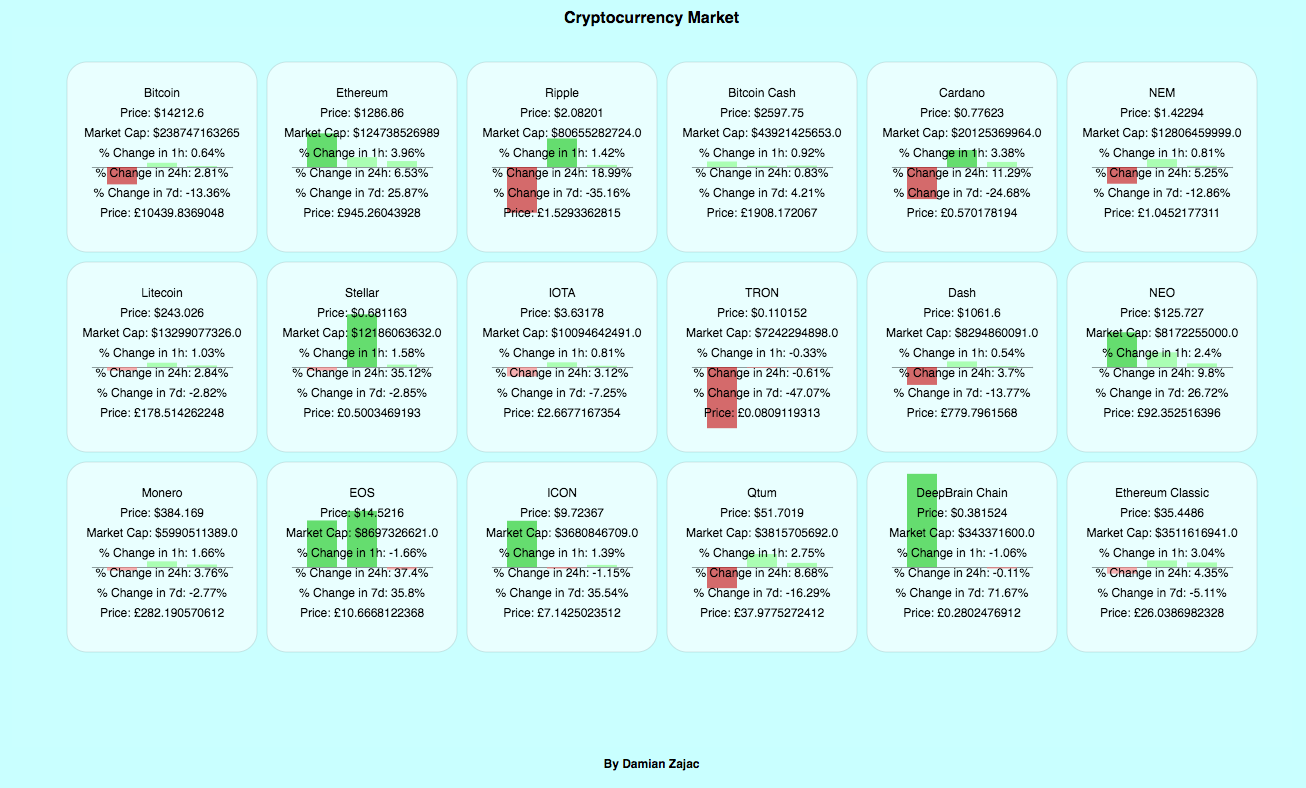 Cryptocurrency Market
Bitcoin
Price: $14212.6
Market Cap: $238747163265
% Change in 1h: 0.64%
% Change in 24h: 2.81%
% Change in 7d: -13.36%
Price: £10439.8369048
Ethereum
Price: $1286.86
Market Cap: $124738526989
% Change in 1h: 3.96%
% Change in 24h: 6.53%
% Change in 7d: 25.87%
Price: £945.26043928
Ripple
Price: $2.08201
Market Cap: $80655282724.0
% Change in 1h: 1.42%
% Change in 24h: 18.99%
% Change in 7d: -35.16%
Price: £1.5293362815
Bitcoin Cash
Price: $2597.75
Market Cap: $43921425653.0
% Change in 1h: 0.92%
% Change in 24h: 0.83%
% Change in 7d: 4.21%
Price: £1908.172067
Cardano
Price: $0.77623
Market Cap: $20125369964.0
% Change in 1h: 3.38%
% Change in 24h: 11.29%
% Change in 7d: -24.68%
Price: £0.570178194
NEM
Price: $1.42294
Market Cap: $12806459999.0
% Change in 1h: 0.81%
% Change in 24h: 5.25%
% Change in 7d: -12.86%
Price: £1.0452177311
Litecoin
Price: $243.026
Market Cap: $13299077326.0
% Change in 1h: 1.03%
% Change in 24h: 2.84%
% Change in 7d: -2.82%
Price: £178.514262248
Stellar
Price: $0.681163
Market Cap: $12186063632.0
% Change in 1h: 1.58%
% Change in 24h: 35.12%
% Change in 7d: -2.85%
Price: £0.5003469193
IOTA
Price: $3.63178
Market Cap: $10094642491.0
% Change in 1h: 0.81%
% Change in 24h: 3.12%
% Change in 7d: -7.25%
Price: £2.6677167354
TRON
Price: $0.110152
Market Cap: $7242294898.0
% Change in 1h: -0.33%
% Change in 24h: -0.61%
% Change in 7d: -47.07%
Price: £0.0809119313
Dash
Price: $1061.6
Market Cap: $8294860091.0
% Change in 1h: 0.54%
% Change in 24h: 3.7%
% Change in 7d: -13.77%
Price: £779.7961568
NEO
Price: $125.727
Market Cap: $8172255000.0
% Change in 1h: 2.4%
% Change in 24h: 9.8%
% Change in 7d: 26.72%
Price: £92.352516396
Monero
Price: $384.169
Market Cap: $5990511389.0
% Change in 1h: 1.66%
% Change in 24h: 3.76%
% Change in 7d: -2.77%
Price: £282.190570612
EOS
Price: $14.5216
Market Cap: $8697326621.0
% Change in 1h: -1.66%
% Change in 24h: 37.4%
% Change in 7d: 35.8%
Price: £10.6668122368
ICON
Price: $9.72367
Market Cap: $3680846709.0
% Change in 1h: 1.39%
% Change in 24h: -1.15%
% Change in 7d: 35.54%
Price: £7.1425023512
Qtum
Price: $51.7019
Market Cap: $3815705692.0
% Change in 1h: 2.75%
% Change in 24h: 8.68%
% Change in 7d: -16.29%
Price: £37.9775272412
DeepBrain Chain
Price: $0.381524
Market Cap: $343371600.0
% Change in 1h: -1.06%
% Change in 24h: -0.11%
% Change in 7d: 71.67%
Price: £0.2802476912
Ethereum Classic
Price: $35.4486
Market Cap: $3511616941.0
% Change in 1h: 3.04%
% Change in 24h: 4.35%
% Change in 7d: -5.11%
Price: £26.0386982328
By Damian Zajac